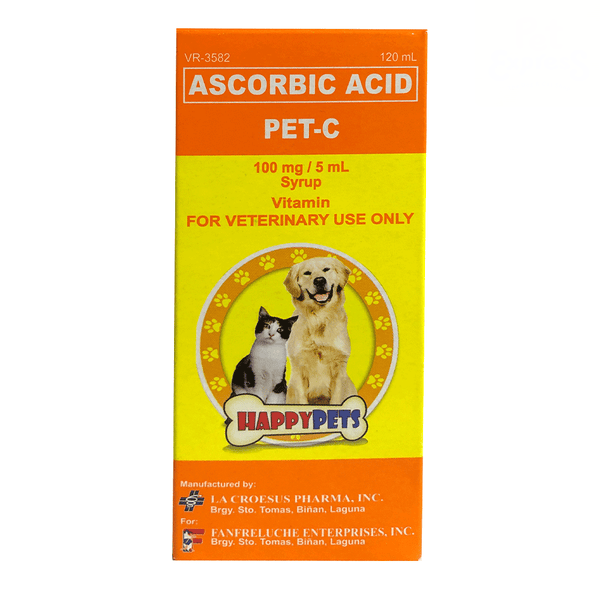 VR-3582 120 mL
ASCORBIC ACID
PET-C
100 mg / 5 mL
Syrup
Vitamin
FOR VETERINARY USE ONLY
HAPPYPETS
Manufactured by:
LA CROESUS PHARMA, INC.
Brgy. Sto. Tomas, Biñan, Laguna
For:
FANFRELUCHE ENTERPRISES, INC.
Brgy. Sto. Tomas, Biñan, Laguna